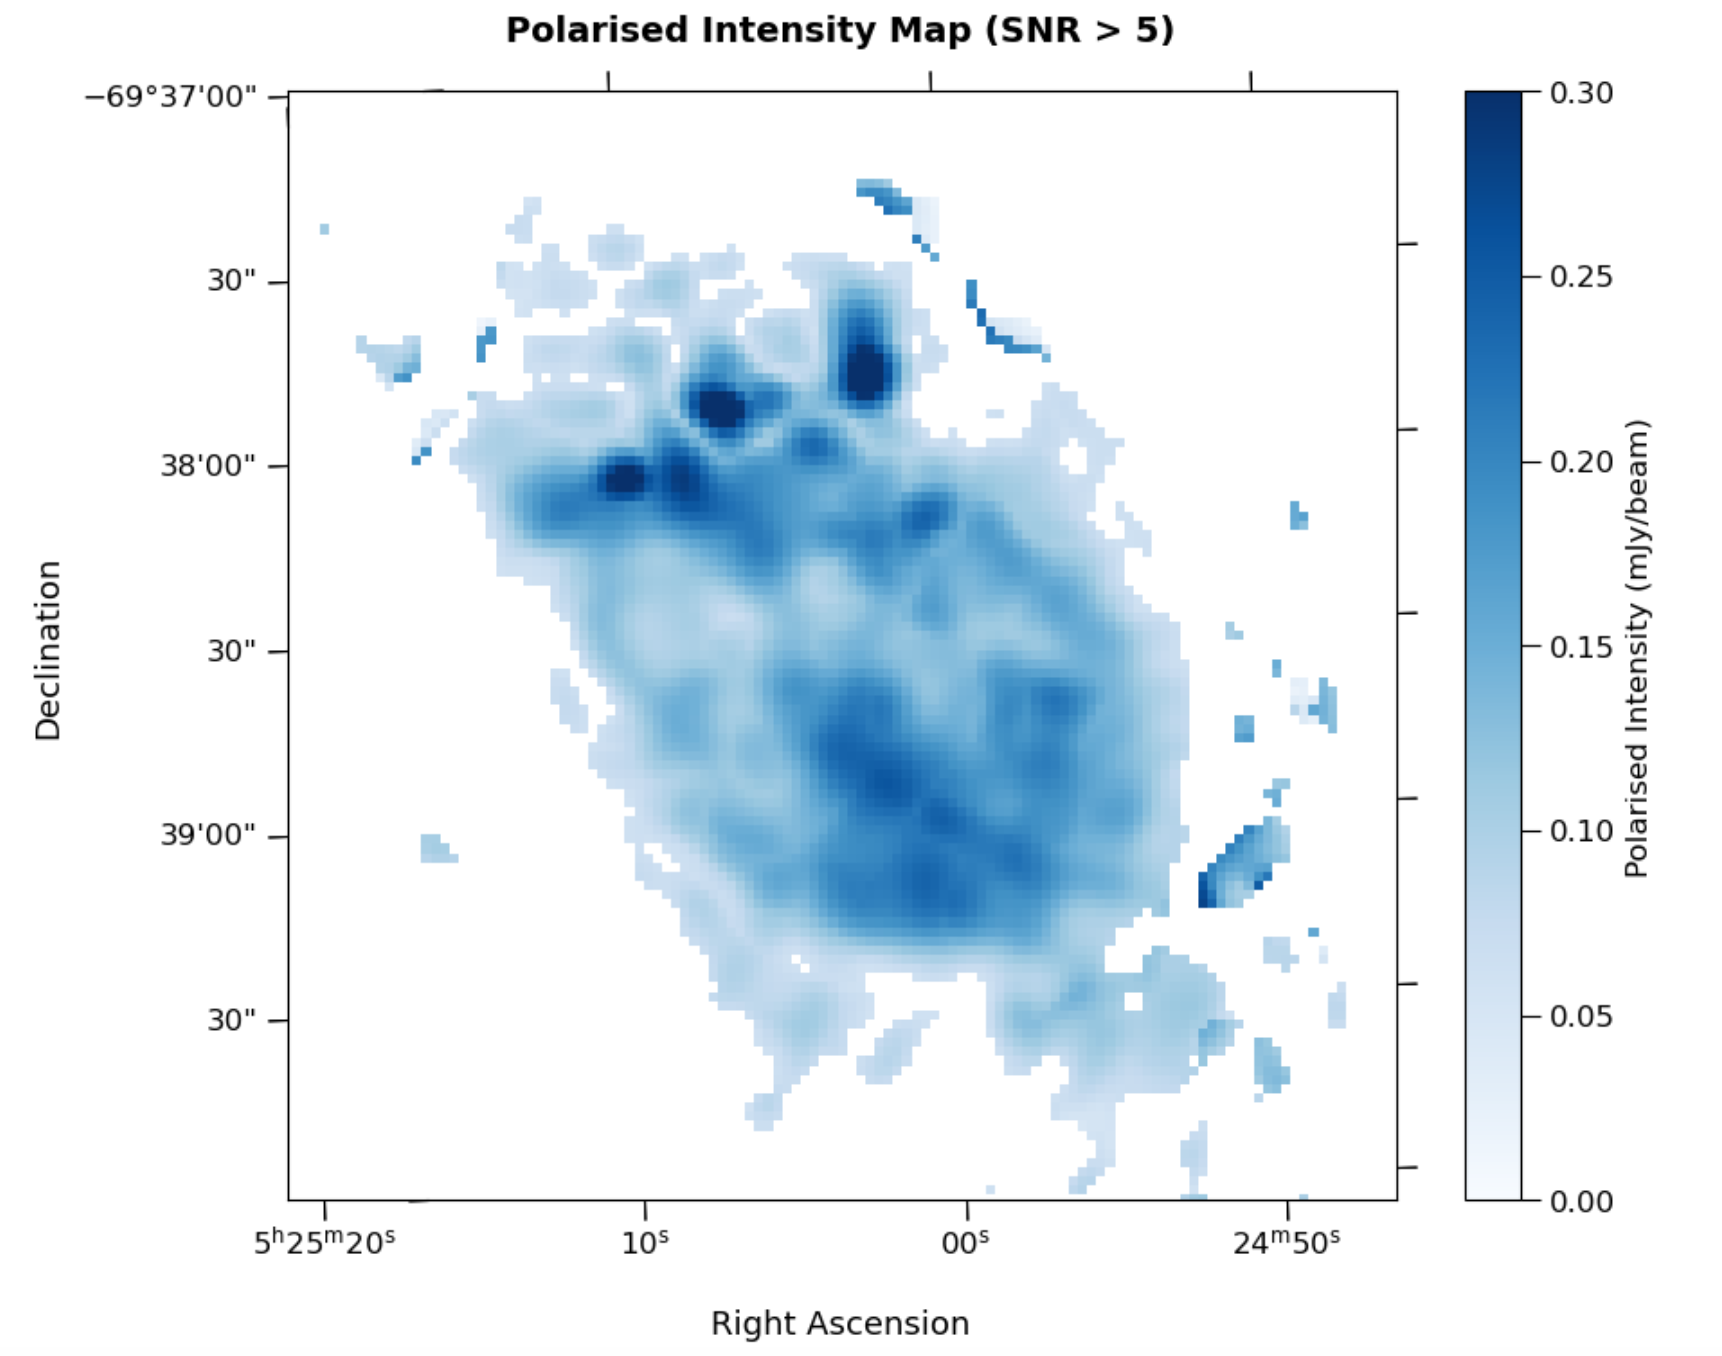 Polarised Intensity Map (SNR > 5)
−69°37'00"
30"
38'00"
30"
39'00"
30"
Declination
5ʰ25ᵐ20ˢ
10ˢ
00ˢ
24ᵐ50ˢ
Right Ascension
0.30
0.25
0.20
0.15
0.10
0.05
0.00
Polarised Intensity (mJy/beam)